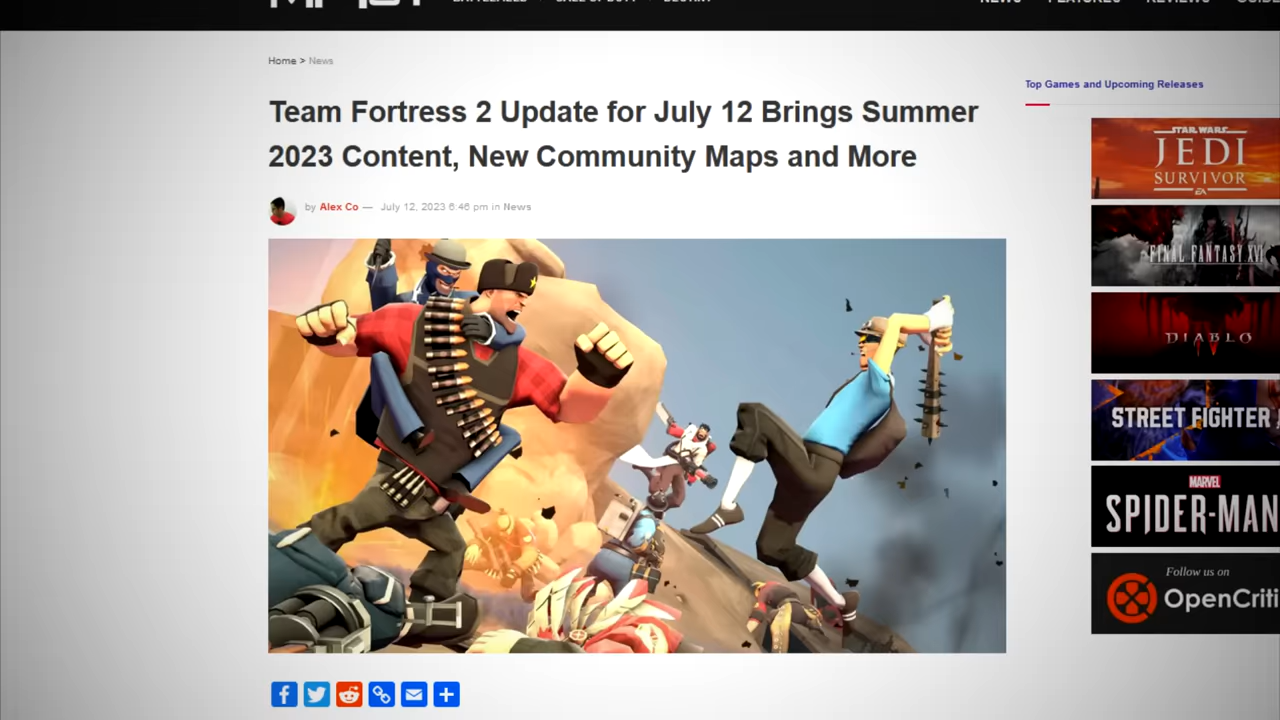 NEWS
Home > News
Top Games and Upcoming Releases
Team Fortress 2 Update for July 12 Brings Summer
2023 Content, New Community Maps and More
by Alex Co — July 12, 2023 6:46 pm in News
STAR WARS
JEDI
SURVIVOR
EA
FINAL FANTASY XVI
DIABLO
STREET FIGHTER
MARVEL
SPIDER-MAN
Follow us on
OpenCriti